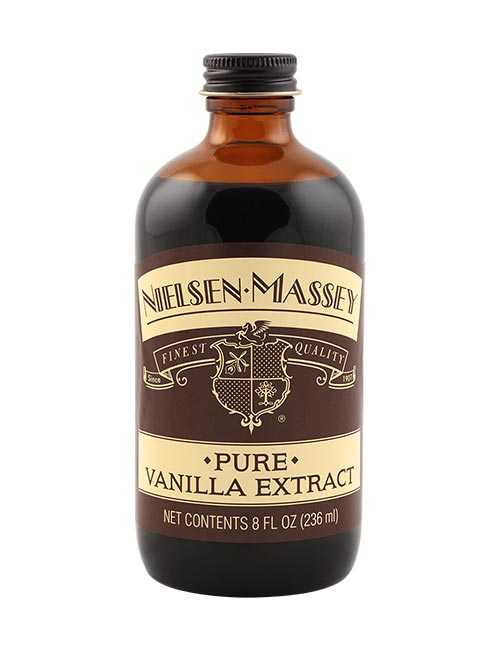 NIELSEN·MASSEY
FINEST QUALITY
Since 1907
®
·PURE·
VANILLA EXTRACT
NET CONTENTS 8 FL OZ (236 ml)